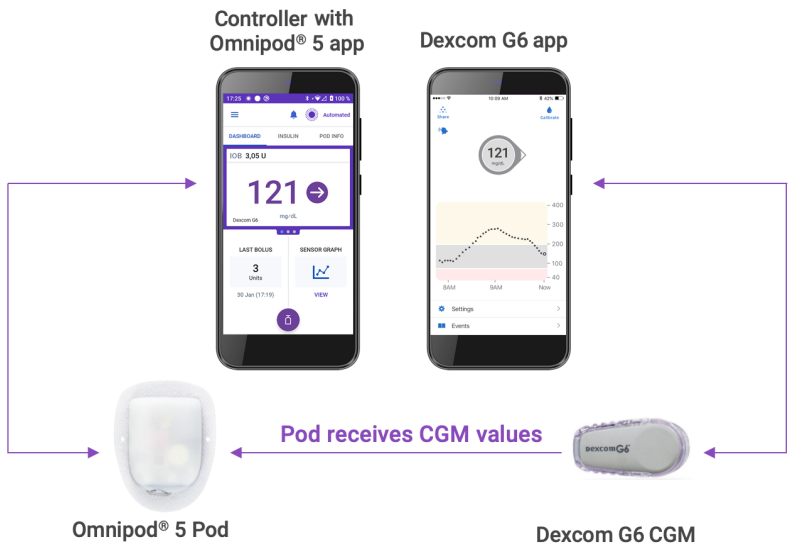 Controller with
Omnipod® 5 app
Dexcom G6 app
17:25
100 %
Automated
DASHBOARD
INSULIN
POD INFO
IOB 3,05 U
121
mg/dL
Dexcom G6
LAST BOLUS
SENSOR GRAPH
3
Units
30 Jan (17:19)
VIEW
10:09 AM
42%
Share
Calibrate
121
mg/dL
400
300
200
100
40
8AM
9AM
Now
Settings
Events
Pod receives CGM values
Dexcom G6
Omnipod® 5 Pod
Dexcom G6 CGM